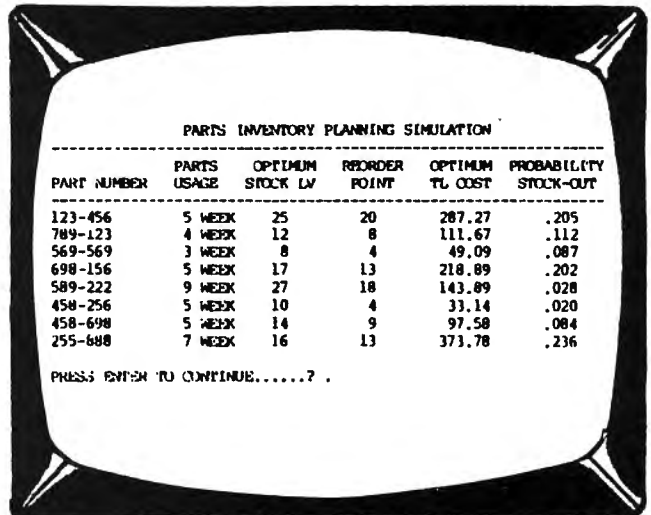 PARTS INVENTORY PLANNING SIMULATION
PARTS OPTIMUM REORDER OPTIMUM PROBABILITY
PART NUMBER USAGE STOCK LV POINT TL COST STOCK-OUT
123-456 5 WEEK 25 20 287.27 .205
789-123 4 WEEK 12 8 111.67 .112
569-569 3 WEEK 8 4 49.09 .087
698-156 5 WEEK 17 13 218.89 .202
589-222 9 WEEK 27 18 143.89 .028
458-256 5 WEEK 10 4 33.14 .020
458-698 5 WEEK 14 9 97.58 .084
255-688 7 WEEK 16 13 373.78 .236
PRESS ENTER TO CONTINUE......? .